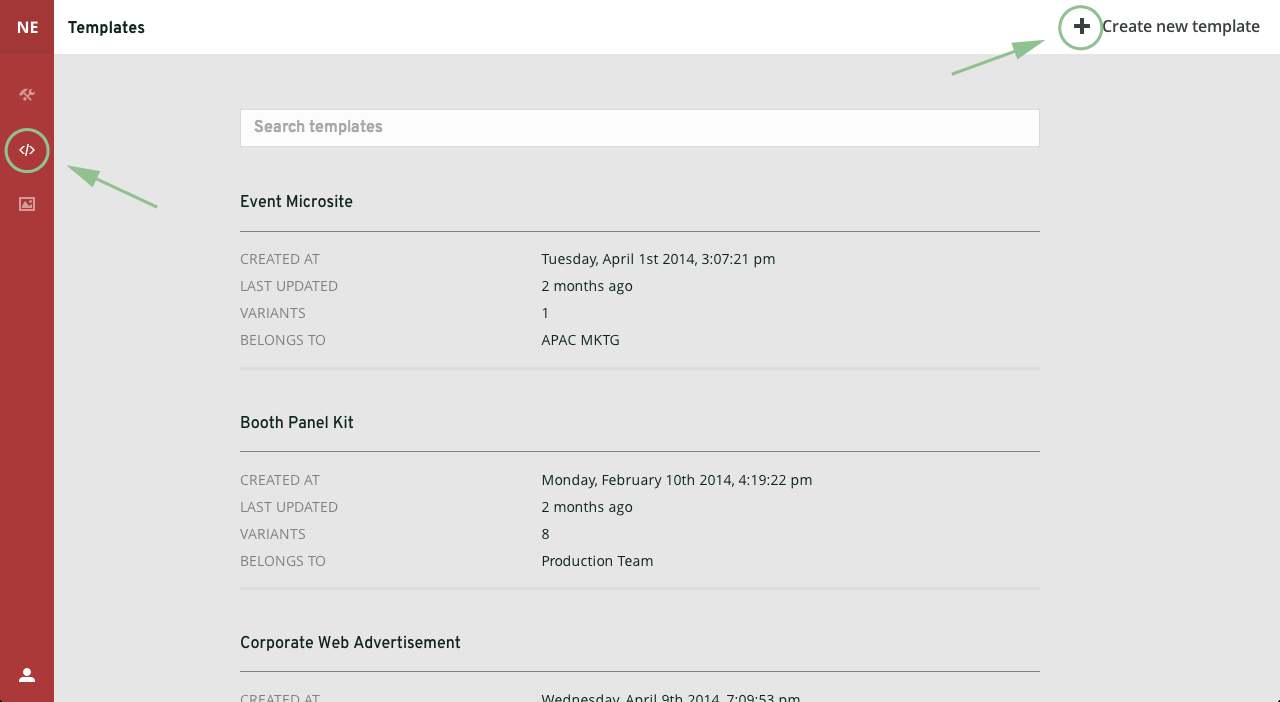 NE
Templates
Create new template
Search templates
Event Microsite
CREATED AT Tuesday, April 1st 2014, 3:07:21 pm
LAST UPDATED 2 months ago
VARIANTS 1
BELONGS TO APAC MKTG
Booth Panel Kit
CREATED AT Monday, February 10th 2014, 4:19:22 pm
LAST UPDATED 2 months ago
VARIANTS 8
BELONGS TO Production Team
Corporate Web Advertisement
CREATED AT Wednesday, April 9th 2014, 7:09:53 pm